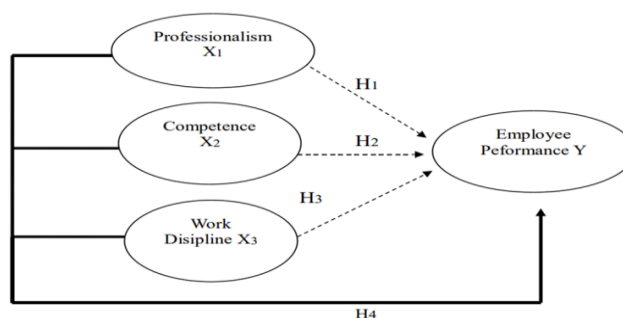 Professionalism
X1
H1
Competence
X2
H2
Employee
Peformance Y
H3
Work
Disipline X3
H4